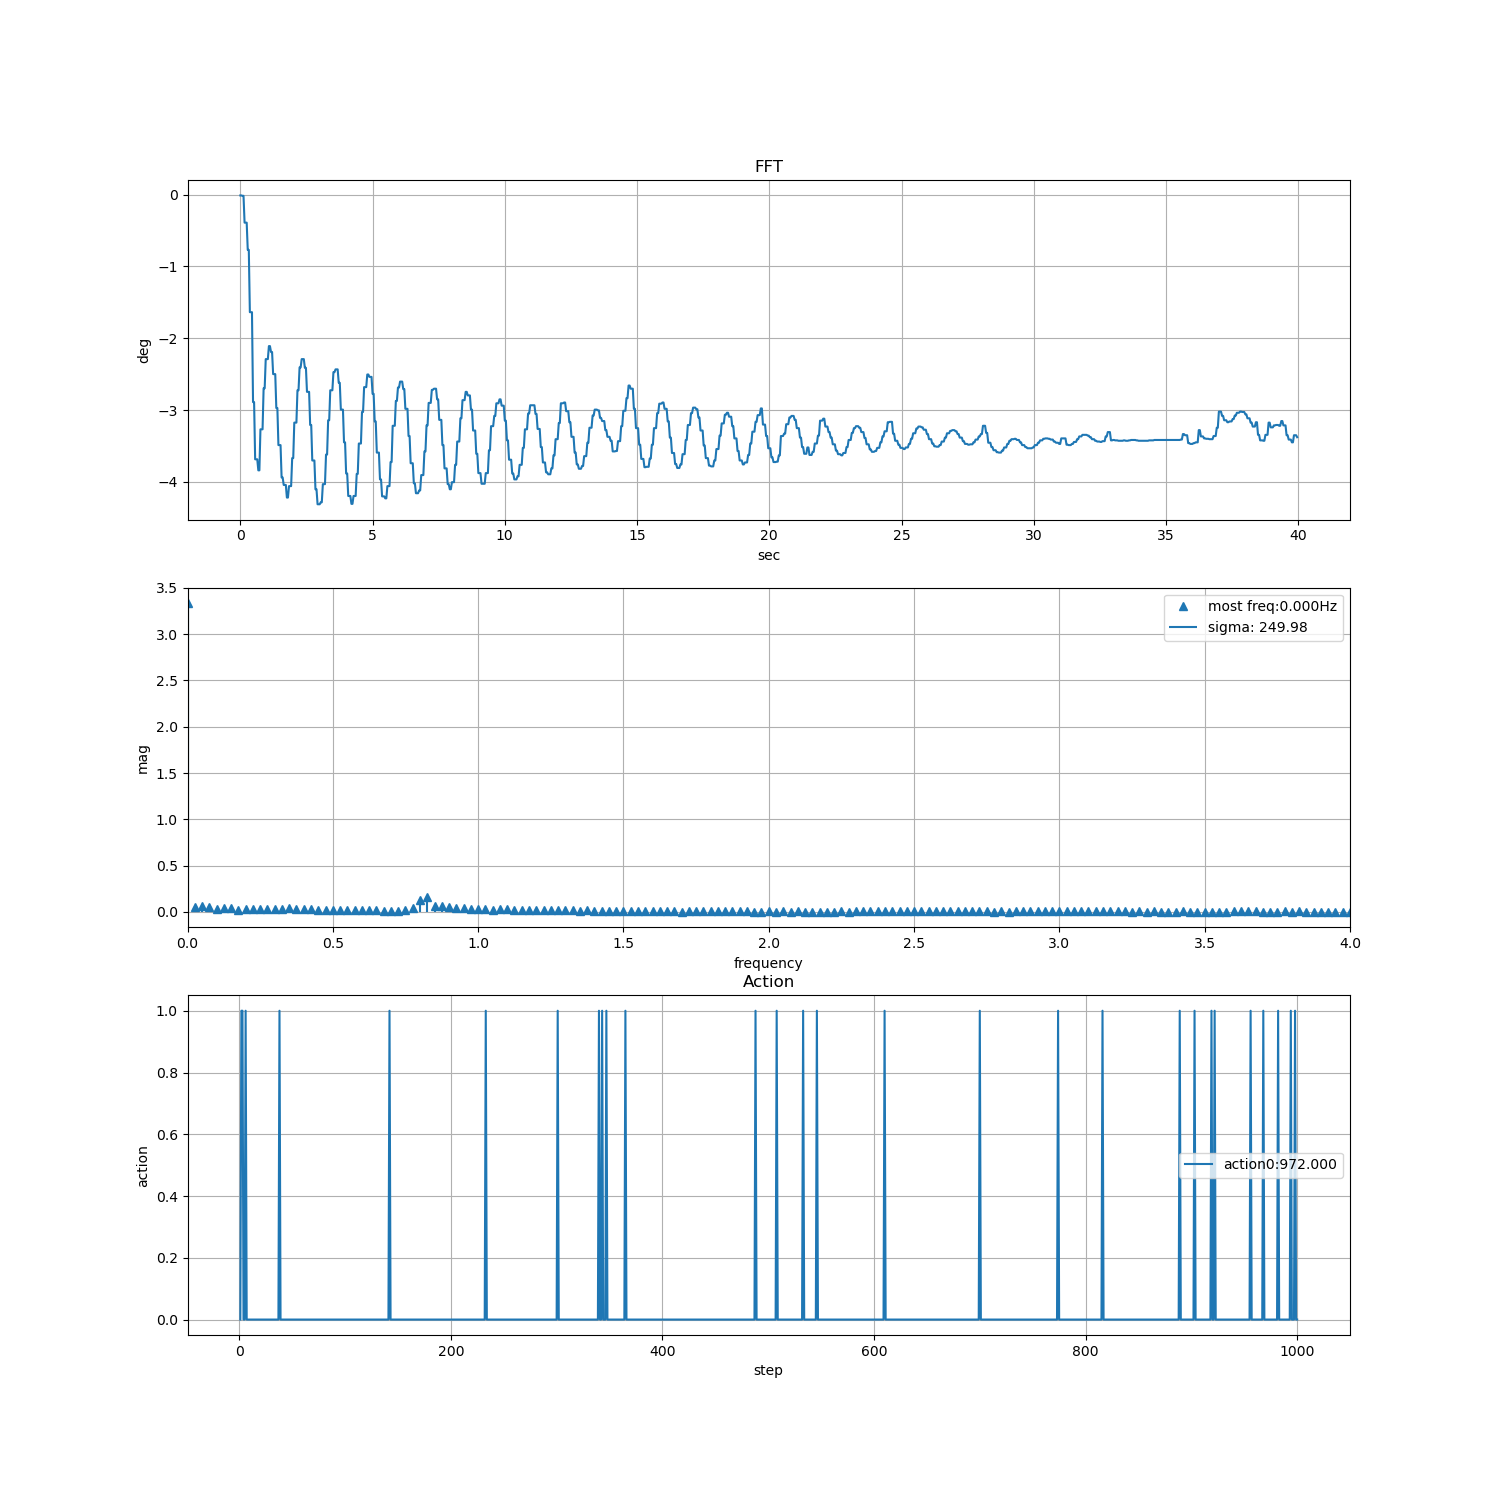 FFT
0
−1
−2
−3
−4
deg
0 5 10 15 20 25 30 35 40
sec
3.5
3.0
2.5
2.0
1.5
1.0
0.5
0.0
mag
most freq:0.000Hz
sigma: 249.98
0.0 0.5 1.0 1.5 2.0 2.5 3.0 3.5 4.0
frequency
Action
1.0
0.8
0.6
0.4
0.2
0.0
action
action0:972.000
0 200 400 600 800 1000
step